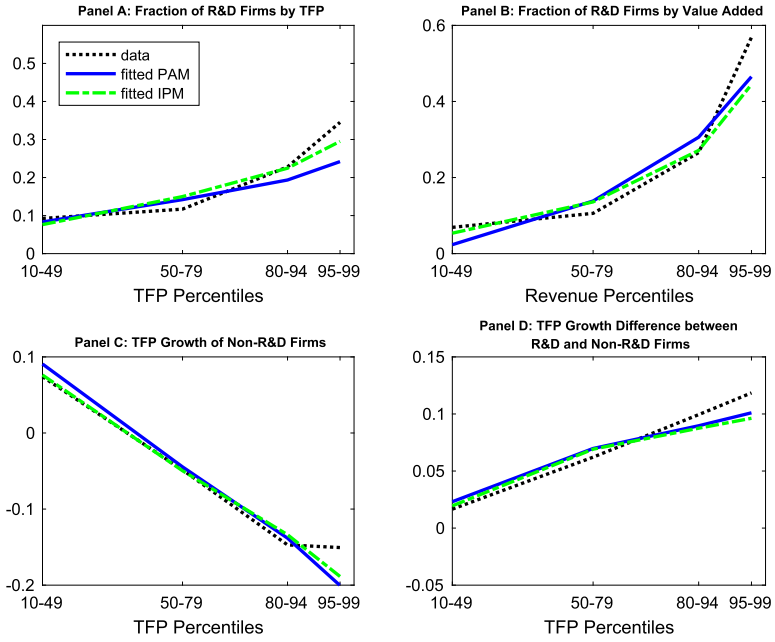 Panel A: Fraction of R&D Firms by TFP
0.5
0.4
0.3
0.2
0.1
0
data
fitted PAM
fitted IPM
10-49 50-79 80-94 95-99
TFP Percentiles
Panel B: Fraction of R&D Firms by Value Added
0.6
0.4
0.2
0
10-49 50-79 80-94 95-99
Revenue Percentiles
Panel C: TFP Growth of Non-R&D Firms
0.1
0
-0.1
-0.2
10-49 50-79 80-94 95-99
TFP Percentiles
Panel D: TFP Growth Difference between
R&D and Non-R&D Firms
0.15
0.1
0.05
0
-0.05
10-49 50-79 80-94 95-99
TFP Percentiles